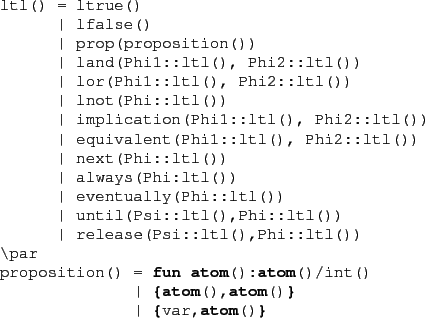 ltl() = ltrue()
| lfalse()
| prop(proposition())
| land(Phi1::ltl(), Phi2::ltl())
| lor(Phi1::ltl(), Phi2::ltl())
| lnot(Phi::ltl())
| implication(Phi1::ltl(), Phi2::ltl())
| equivalent(Phi1::ltl(), Phi2::ltl())
| next(Phi::ltl())
| always(Phi:ltl())
| eventually(Phi::ltl())
| until(Psi::ltl(),Phi::ltl())
| release(Psi::ltl(),Phi::ltl())
\par
proposition() = fun atom():atom()/int()
| {atom(),atom()}
| {var,atom()}